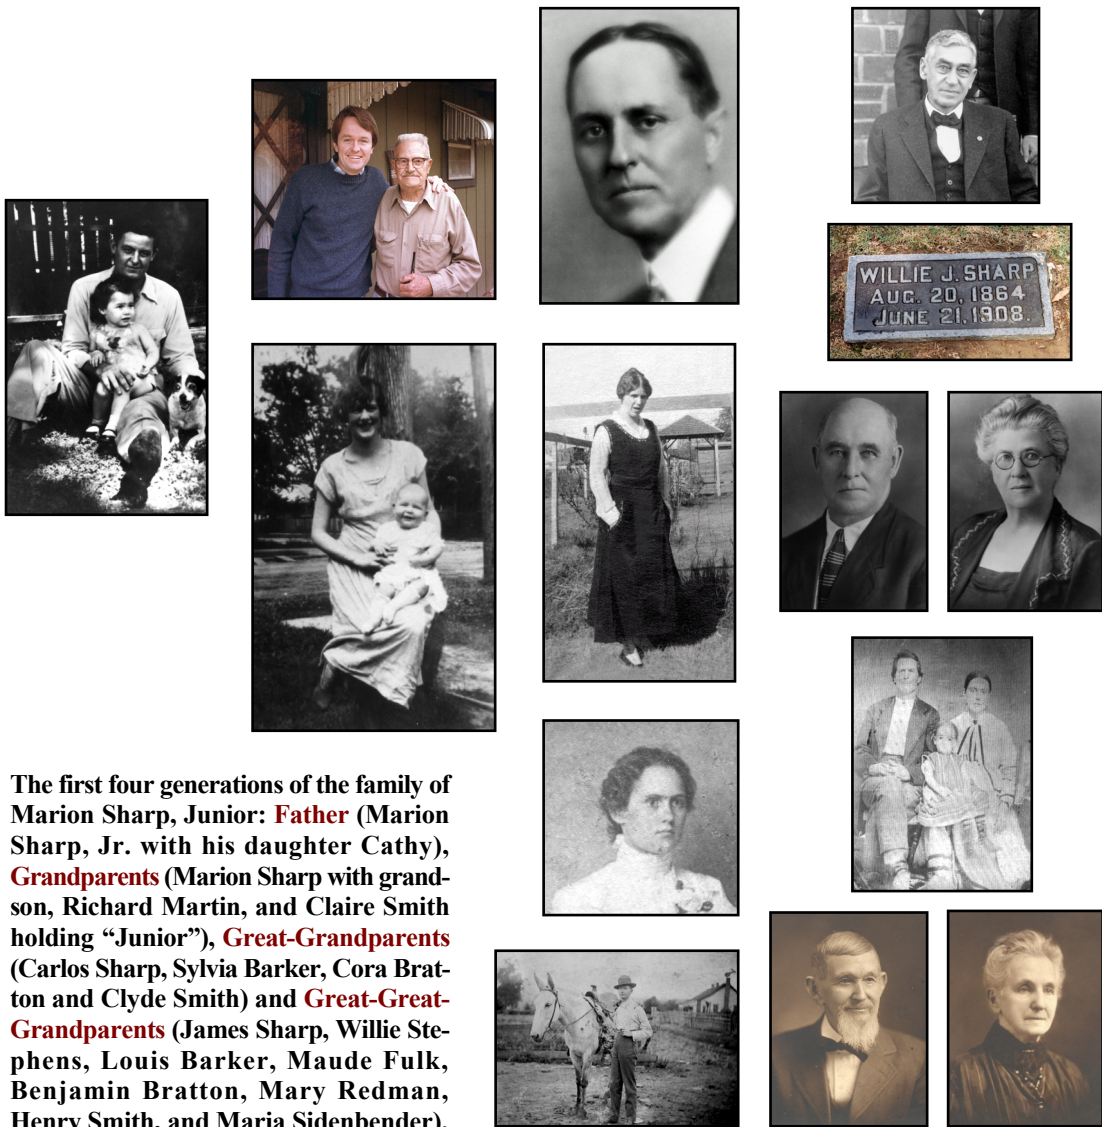 WILLIE J. SHARP
AUG. 20, 1864
JUNE 21, 1908.
The first four generations of the family of
Marion Sharp, Junior: Father (Marion
Sharp, Jr. with his daughter Cathy),
Grandparents (Marion Sharp with grand-
son, Richard Martin, and Claire Smith
holding “Junior”), Great-Grandparents
(Carlos Sharp, Sylvia Barker, Cora Brat-
ton and Clyde Smith) and Great-Great-
Grandparents (James Sharp, Willie Ste-
phens, Louis Barker, Maude Fulk,
Benjamin Bratton, Mary Redman,
Henry Smith, and Maria Sidenbender).